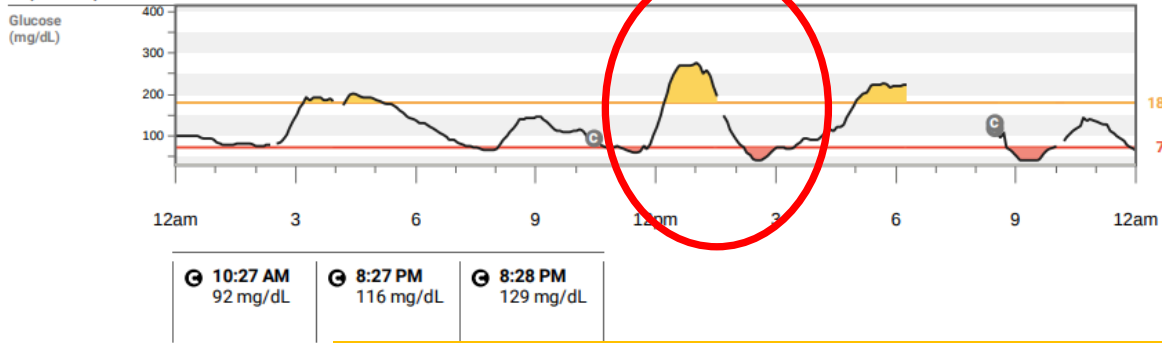 Glucose
(mg/dL)
400
300
200
100
18
7
C
C
12am 3 6 9 12pm 3 6 9 12am
C 10:27 AM
92 mg/dL
C 8:27 PM
116 mg/dL
C 8:28 PM
129 mg/dL